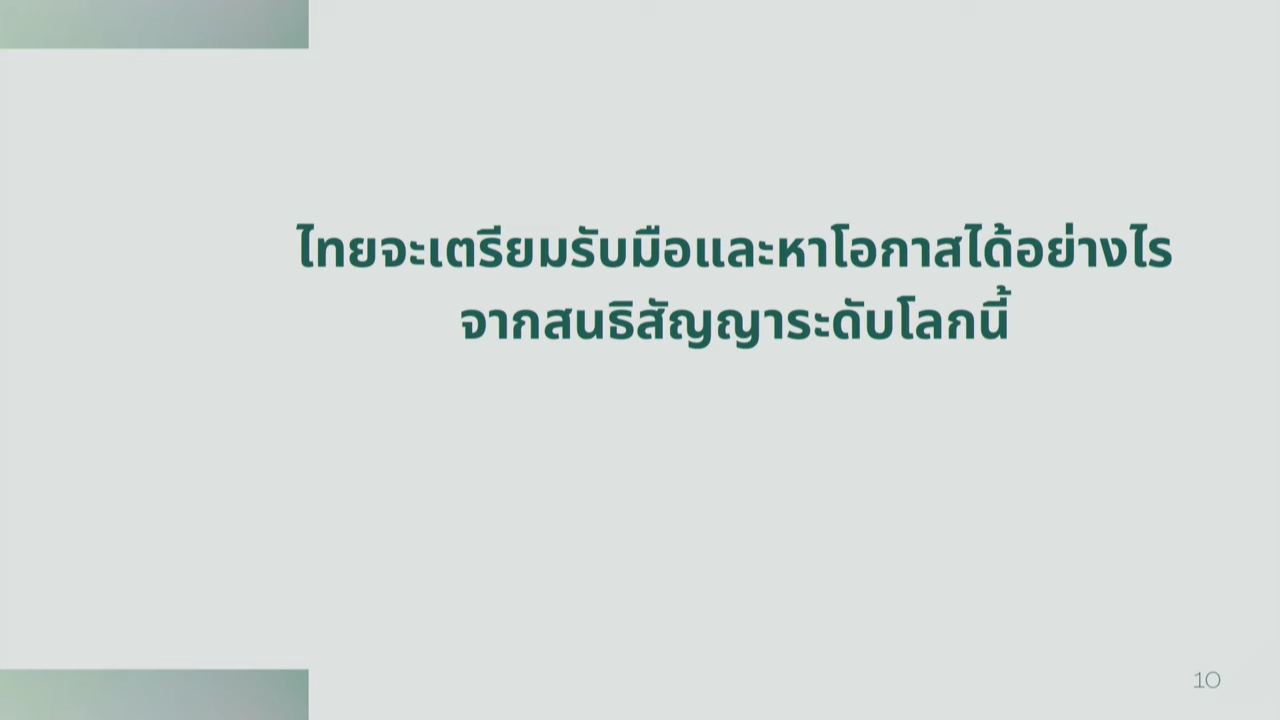 ไทยจะเตรียมรับมือและหาโอกาสได้อย่างไร
จากสนธิสัญญาระดับโลกนี้
10